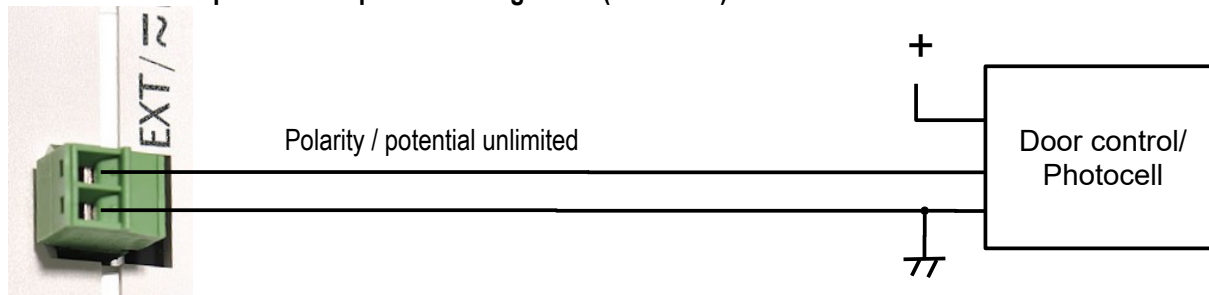 EXT / ≂
+
Polarity / potential unlimited
Door control/
Photocell